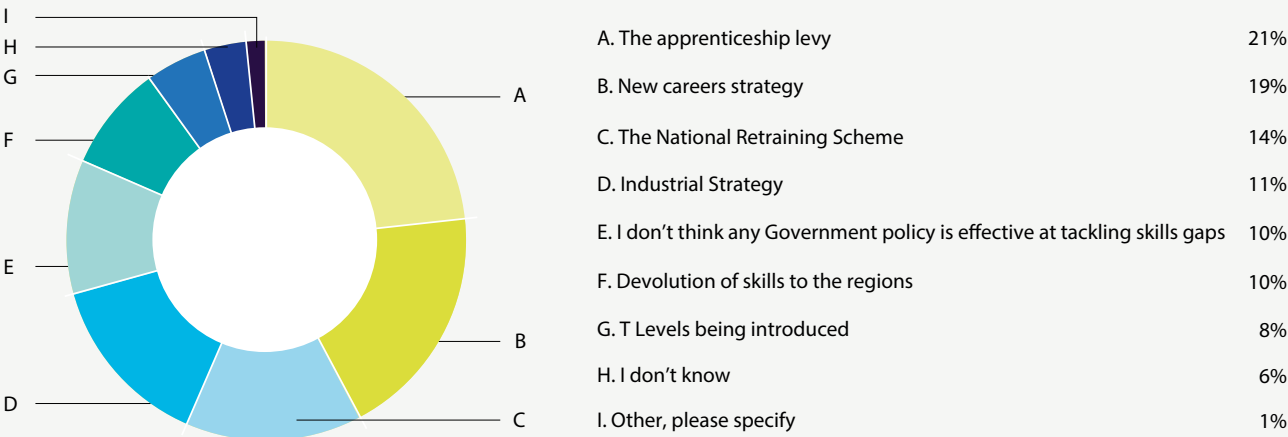 I
H
G
F
E
D
A
B
C
A. The apprenticeship levy 21%
B. New careers strategy 19%
C. The National Retraining Scheme 14%
D. Industrial Strategy 11%
E. I don’t think any Government policy is effective at tackling skills gaps 10%
F. Devolution of skills to the regions 10%
G. T Levels being introduced 8%
H. I don’t know 6%
I. Other, please specify 1%